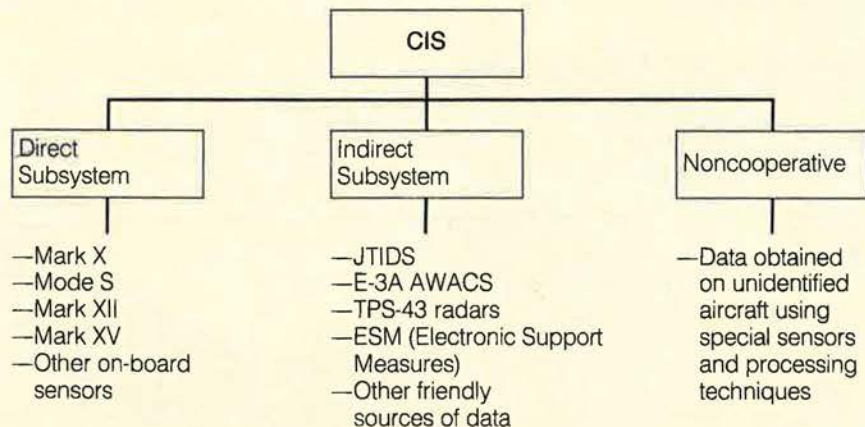 CIS
Direct
Subsystem
—Mark X
—Mode S
—Mark XII
—Mark XV
—Other on-board
sensors
Indirect
Subsystem
—JTIDS
—E-3A AWACS
—TPS-43 radars
—ESM (Electronic Support
Measures)
—Other friendly
sources of data
Noncooperative
—Data obtained
on unidentified
aircraft using
special sensors
and processing
techniques